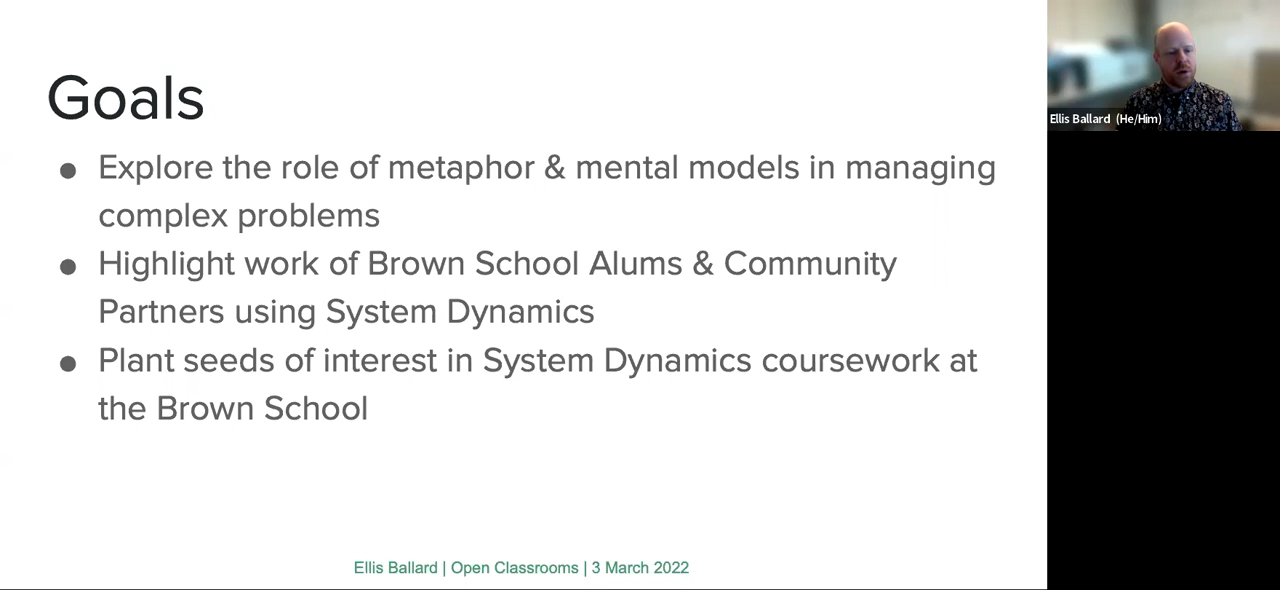 Goals
● Explore the role of metaphor & mental models in managing
complex problems
● Highlight work of Brown School Alums & Community
Partners using System Dynamics
● Plant seeds of interest in System Dynamics coursework at
the Brown School
Ellis Ballard | Open Classrooms | 3 March 2022
Ellis Ballard (He/Him)